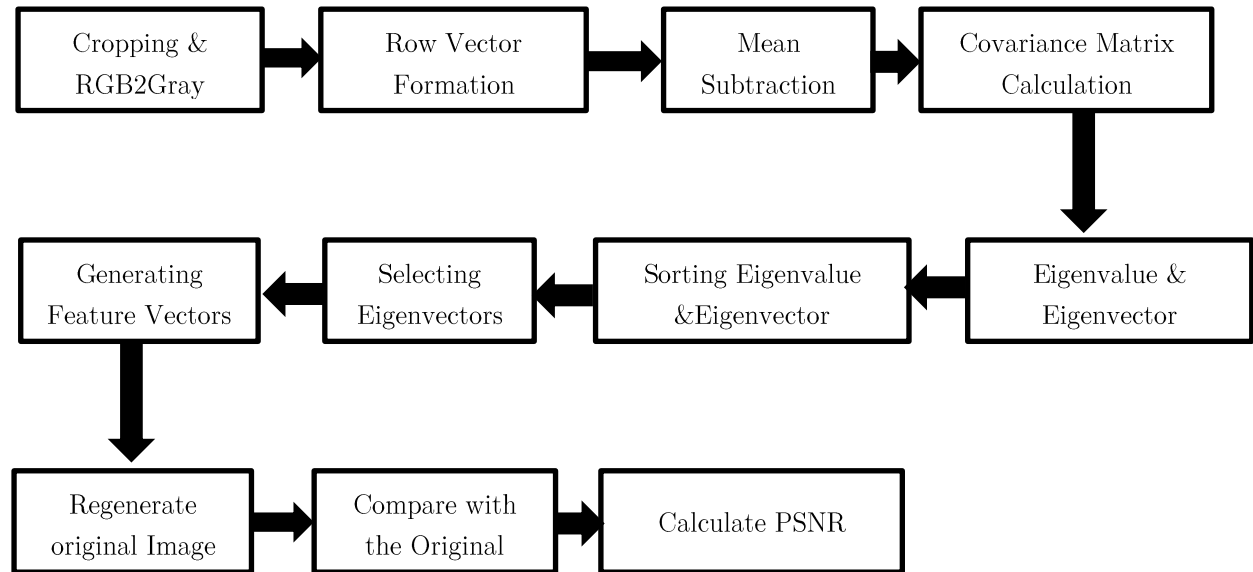 Cropping &
RGB2Gray
Row Vector
Formation
Mean
Subtraction
Covariance Matrix
Calculation
Eigenvalue &
Eigenvector
Sorting Eigenvalue
&Eigenvector
Selecting
Eigenvectors
Generating
Feature Vectors
Regenerate
original Image
Compare with
the Original
Calculate PSNR